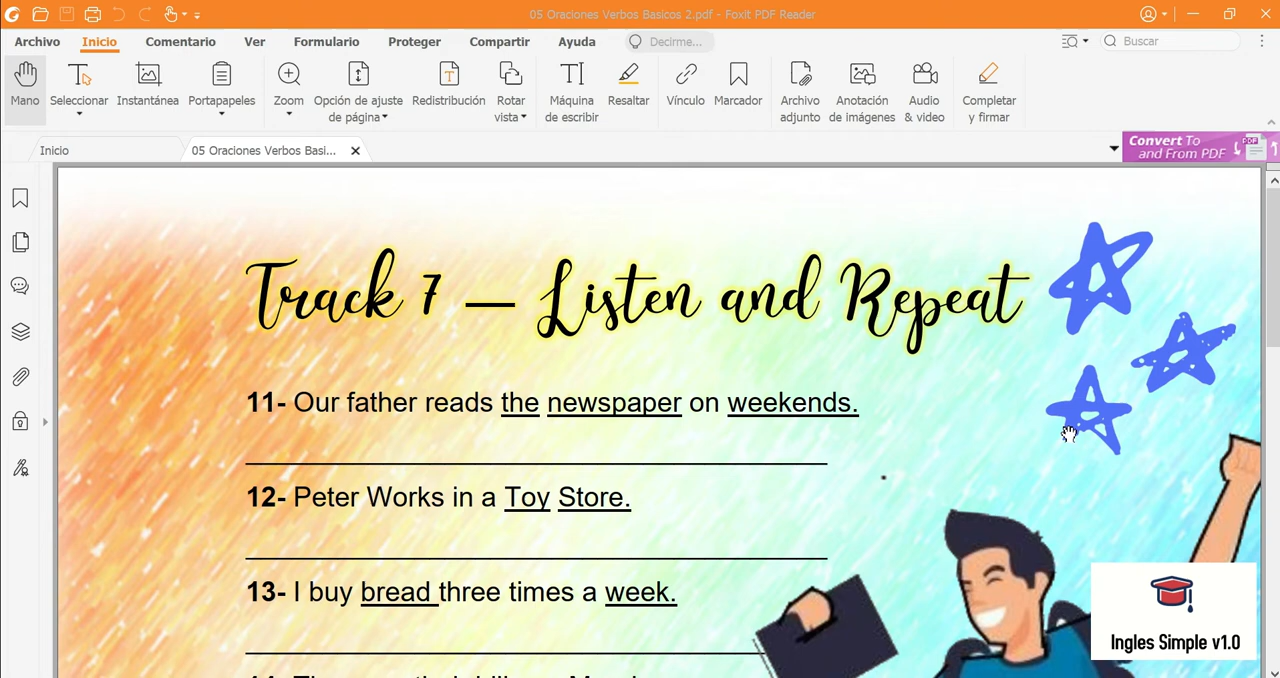 05 Oraciones Verbos Basicos 2.pdf - Foxit PDF Reader
Archivo Inicio Comentario Ver Formulario Proteger Compartir Ayuda Decirme... Buscar
Mano Seleccionar Instantánea Portapapeles Zoom Opción de ajuste de página Redistribución Rotar vista Máquina de escribir Resaltar Vínculo Marcador Archivo adjunto Anotación de imágenes Audio & video Completar y firmar
Inicio 05 Oraciones Verbos Basi...
Convert To
and From PDF
PDF
Track 7 — Listen and Repeat
11- Our father reads the newspaper on weekends.
12- Peter Works in a Toy Store.
13- I buy bread three times a week.
Ingles Simple v1.0